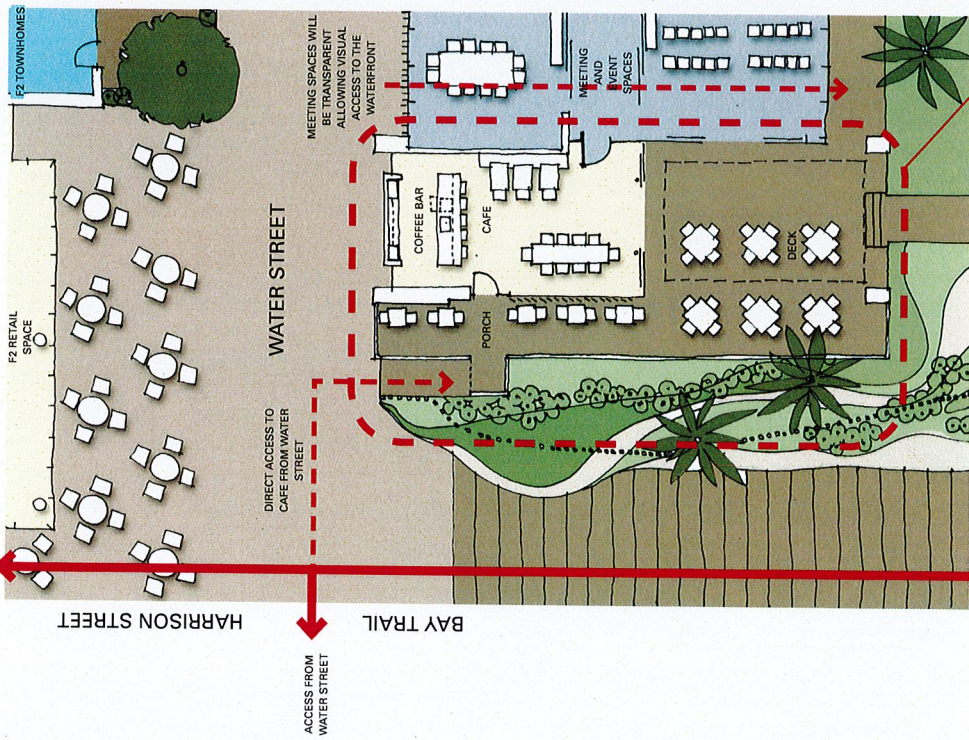 F2 TOWNHOMES
F2 RETAIL
SPACE
MEETING SPACES WILL
BE TRANSPARENT
ALLOWING VISUAL
ACCESS TO THE
WATERFRONT
MEETING
AND
EVENT
SPACES
WATER STREET
COFFEE BAR
CAFE
PORCH
DECK
DIRECT ACCESS TO
CAFE FROM WATER
STREET
HARRISON STREET
BAY TRAIL
ACCESS FROM
WATER STREET